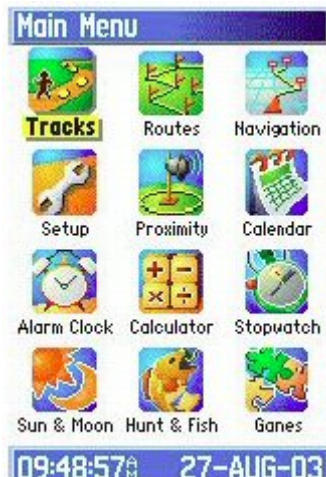 Main Menu
Tracks Routes Navigation
Setup Proximity Calendar
Alarm Clock Calculator Stopwatch
Sun & Moon Hunt & Fish Games
09:48:57AM 27-AUG-03